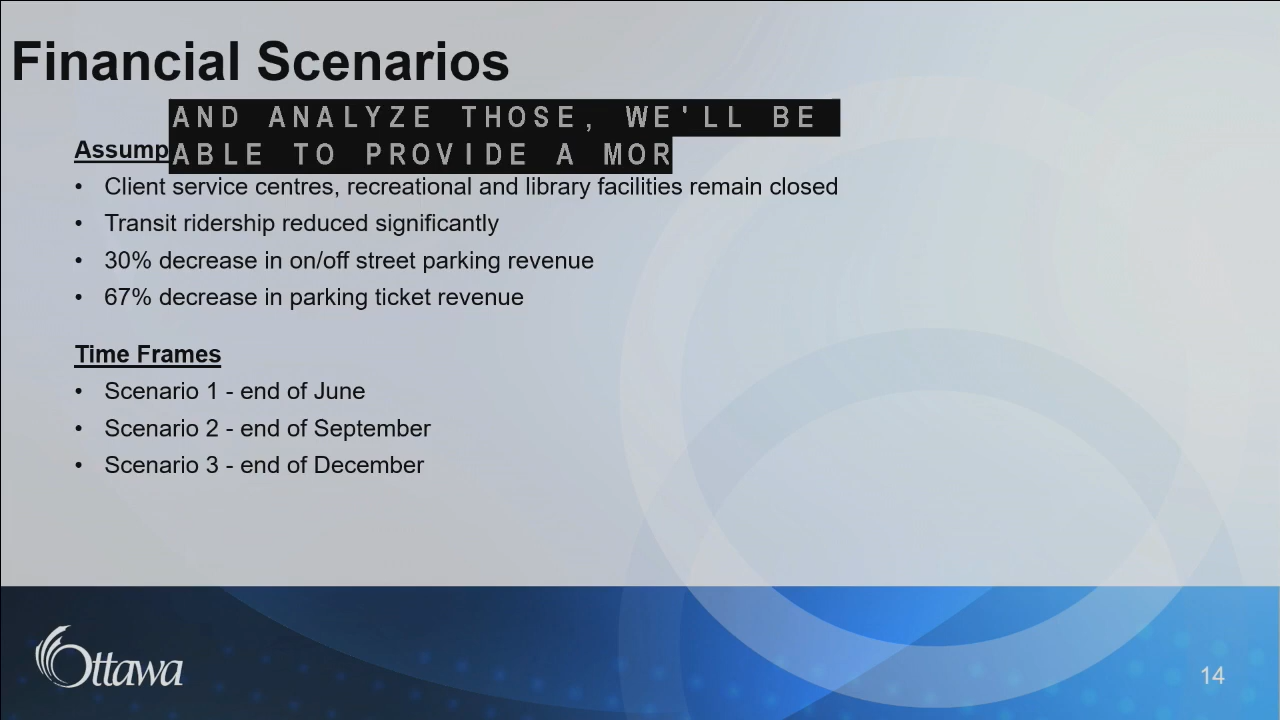 Financial Scenarios
AND ANALYZE THOSE, WE'LL BE
ABLE TO PROVIDE A MOR
Assump
• Client service centres, recreational and library facilities remain closed
• Transit ridership reduced significantly
• 30% decrease in on/off street parking revenue
• 67% decrease in parking ticket revenue
Time Frames
• Scenario 1 - end of June
• Scenario 2 - end of September
• Scenario 3 - end of December
Ottawa
14